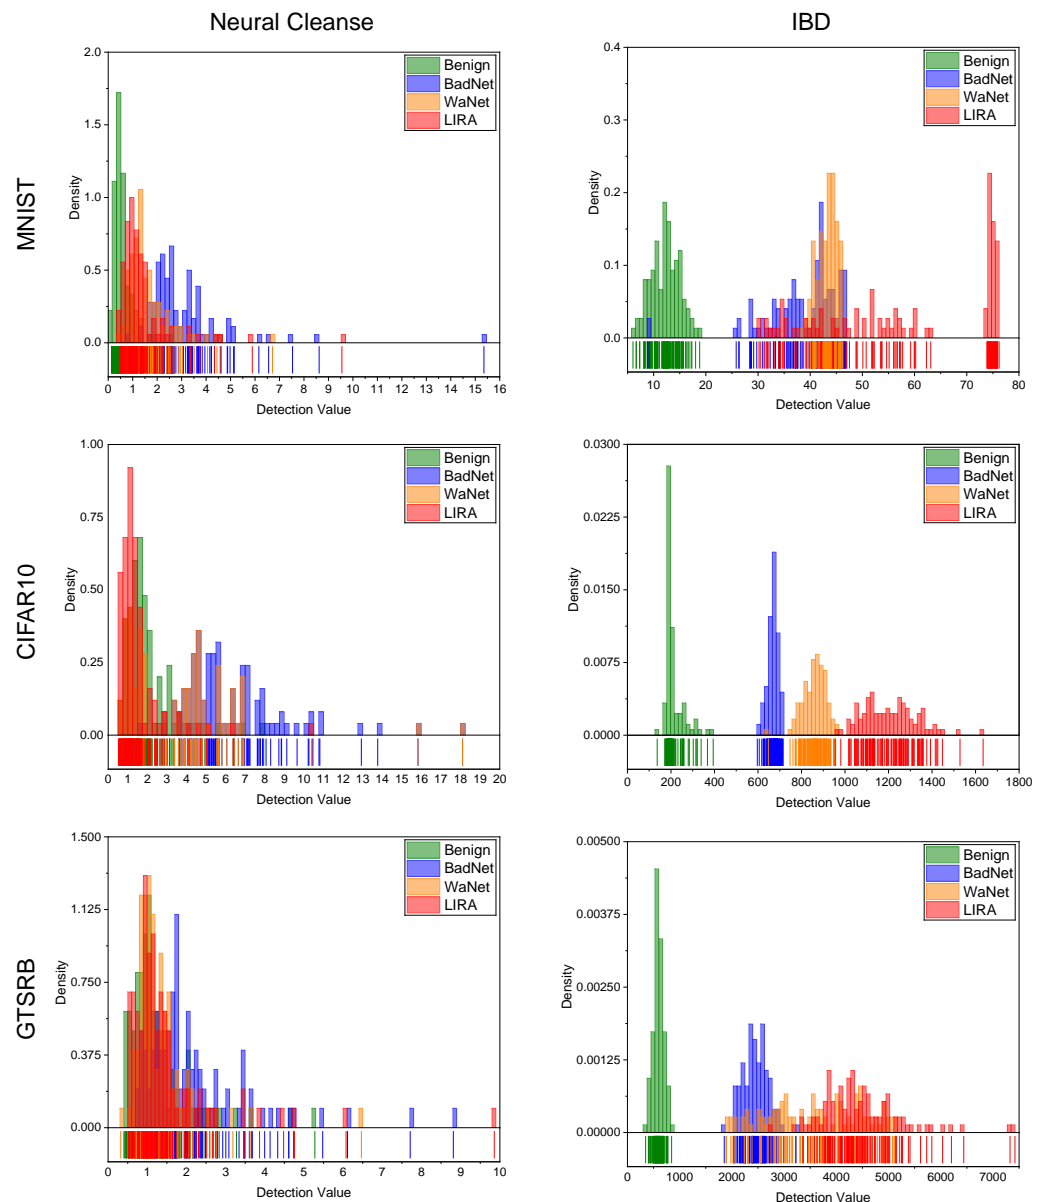 Neural Cleanse
IBD
MNIST
2.0
1.5
1.0
0.5
0.0
Density
Benign
BadNet
WaNet
LIRA
0 1 2 3 4 5 6 7 8 9 10 11 12 13 14 15 16
Detection Value
0.4
0.3
0.2
0.1
0.0
Density
Benign
BadNet
WaNet
LIRA
10 20 30 40 50 60 70 80
Detection Value
CIFAR10
1.00
0.75
0.50
0.25
0.00
Density
Benign
BadNet
WaNet
LIRA
0 1 2 3 4 5 6 7 8 9 10 11 12 13 14 15 16 17 18 19 20
Detection Value
0.0300
0.0225
0.0150
0.0075
0.0000
Density
Benign
BadNet
WaNet
LIRA
0 200 400 600 800 1000 1200 1400 1600 1800
Detection Value
GTSRB
1.500
1.125
0.750
0.375
0.000
Density
Benign
BadNet
WaNet
LIRA
0 1 2 3 4 5 6 7 8 9 10
Detection Value
0.00500
0.00375
0.00250
0.00125
0.00000
Density
Benign
BadNet
WaNet
LIRA
0 1000 2000 3000 4000 5000 6000 7000
Detection Value